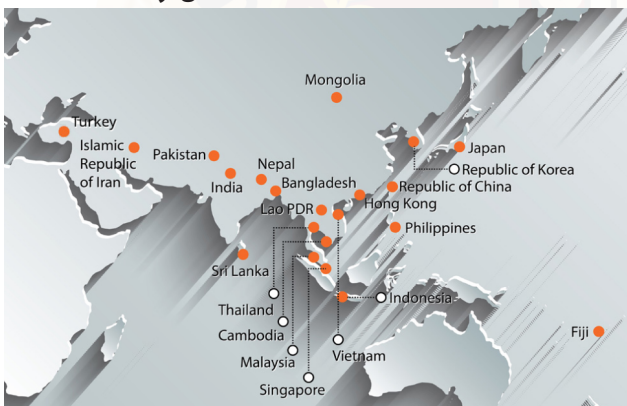 Mongolia
Turkey
Islamic
Republic
of Iran
Pakistan
India
Nepal
Bangladesh
Lao PDR
Hong Kong
Japan
Republic of Korea
Republic of China
Philippines
Sri Lanka
Thailand
Cambodia
Malaysia
Singapore
Vietnam
Indonesia
Fiji